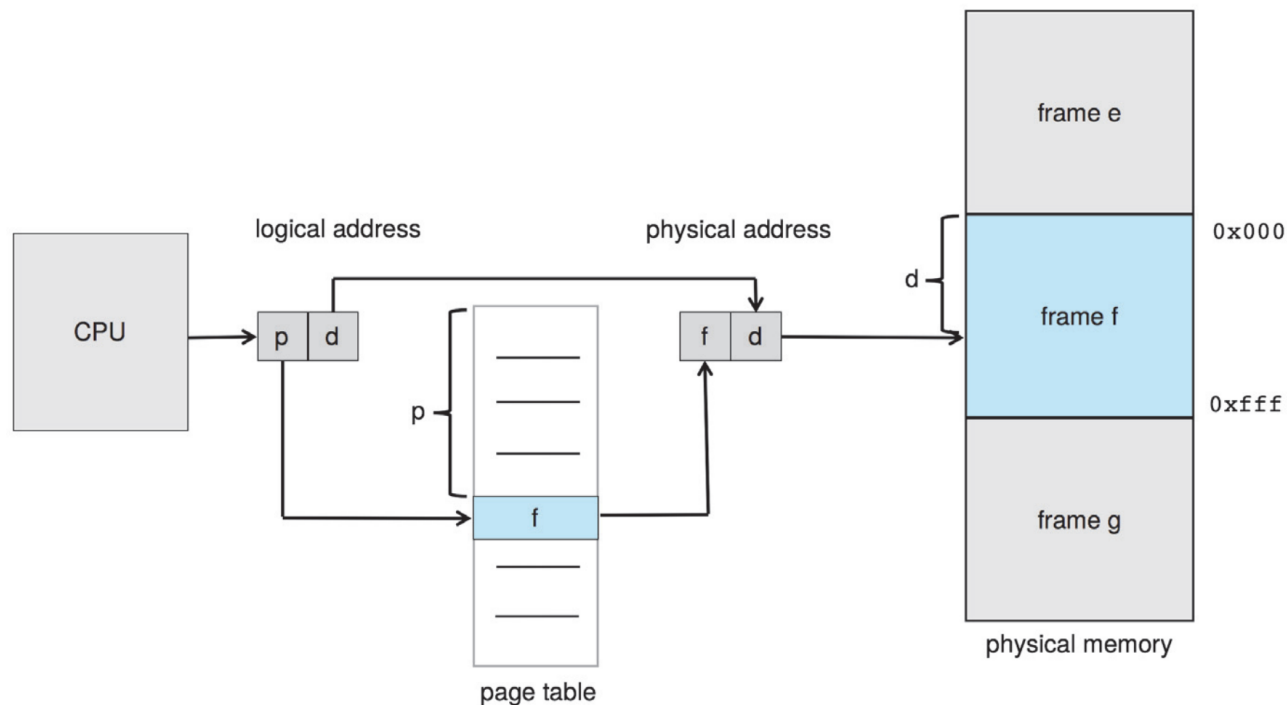 frame e
logical address
physical address
0x000
d
CPU
p
d
f
d
frame f
p
0xfff
f
frame g
physical memory
page table